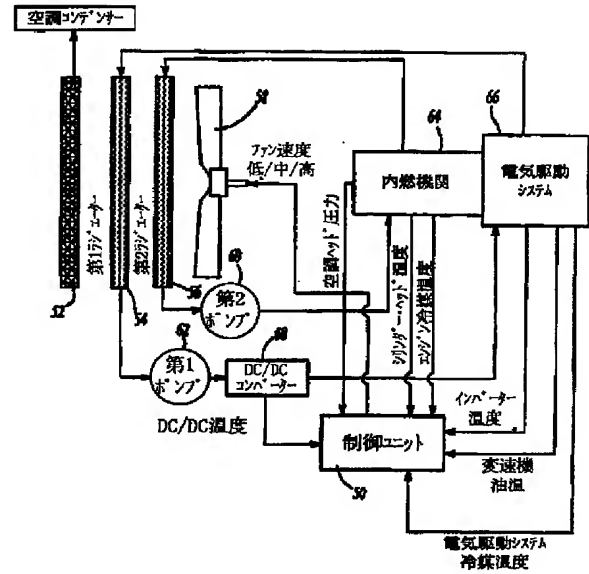 空調コンデンサー
58
66
64
ファン速度
低/中/高
内燃機関
電気駆動
システム
第1ラジエーター
第2ラジエーター
空調ヘッド圧力
シリンダー・ヘッド温度
エンジン冷媒温度
56
60
第2
ポンプ
52
54
62
第1
ポンプ
68
DC/DC
コンバーター
DC/DC温度
インバーター
温度
制御ユニット
50
変速機
油温
電気駆動システム
冷媒温度